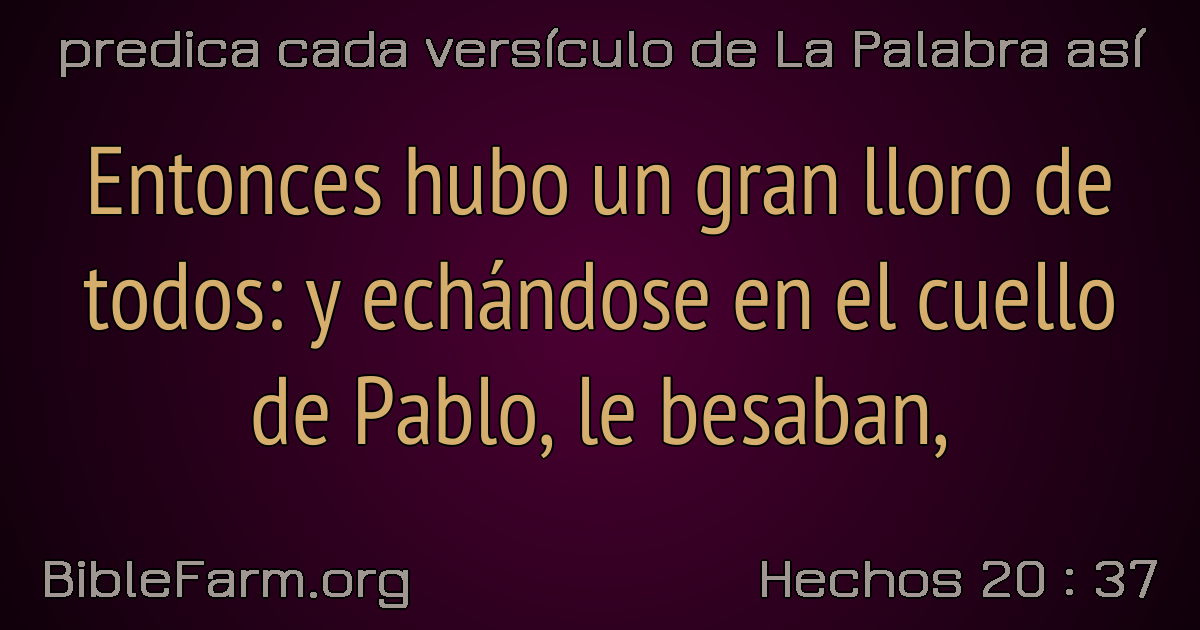 predica cada versículo de La Palabra así
Entonces hubo un gran lloro de
todos: y echándose en el cuello
de Pablo, le besaban,
BibleFarm.org
Hechos 20 : 37